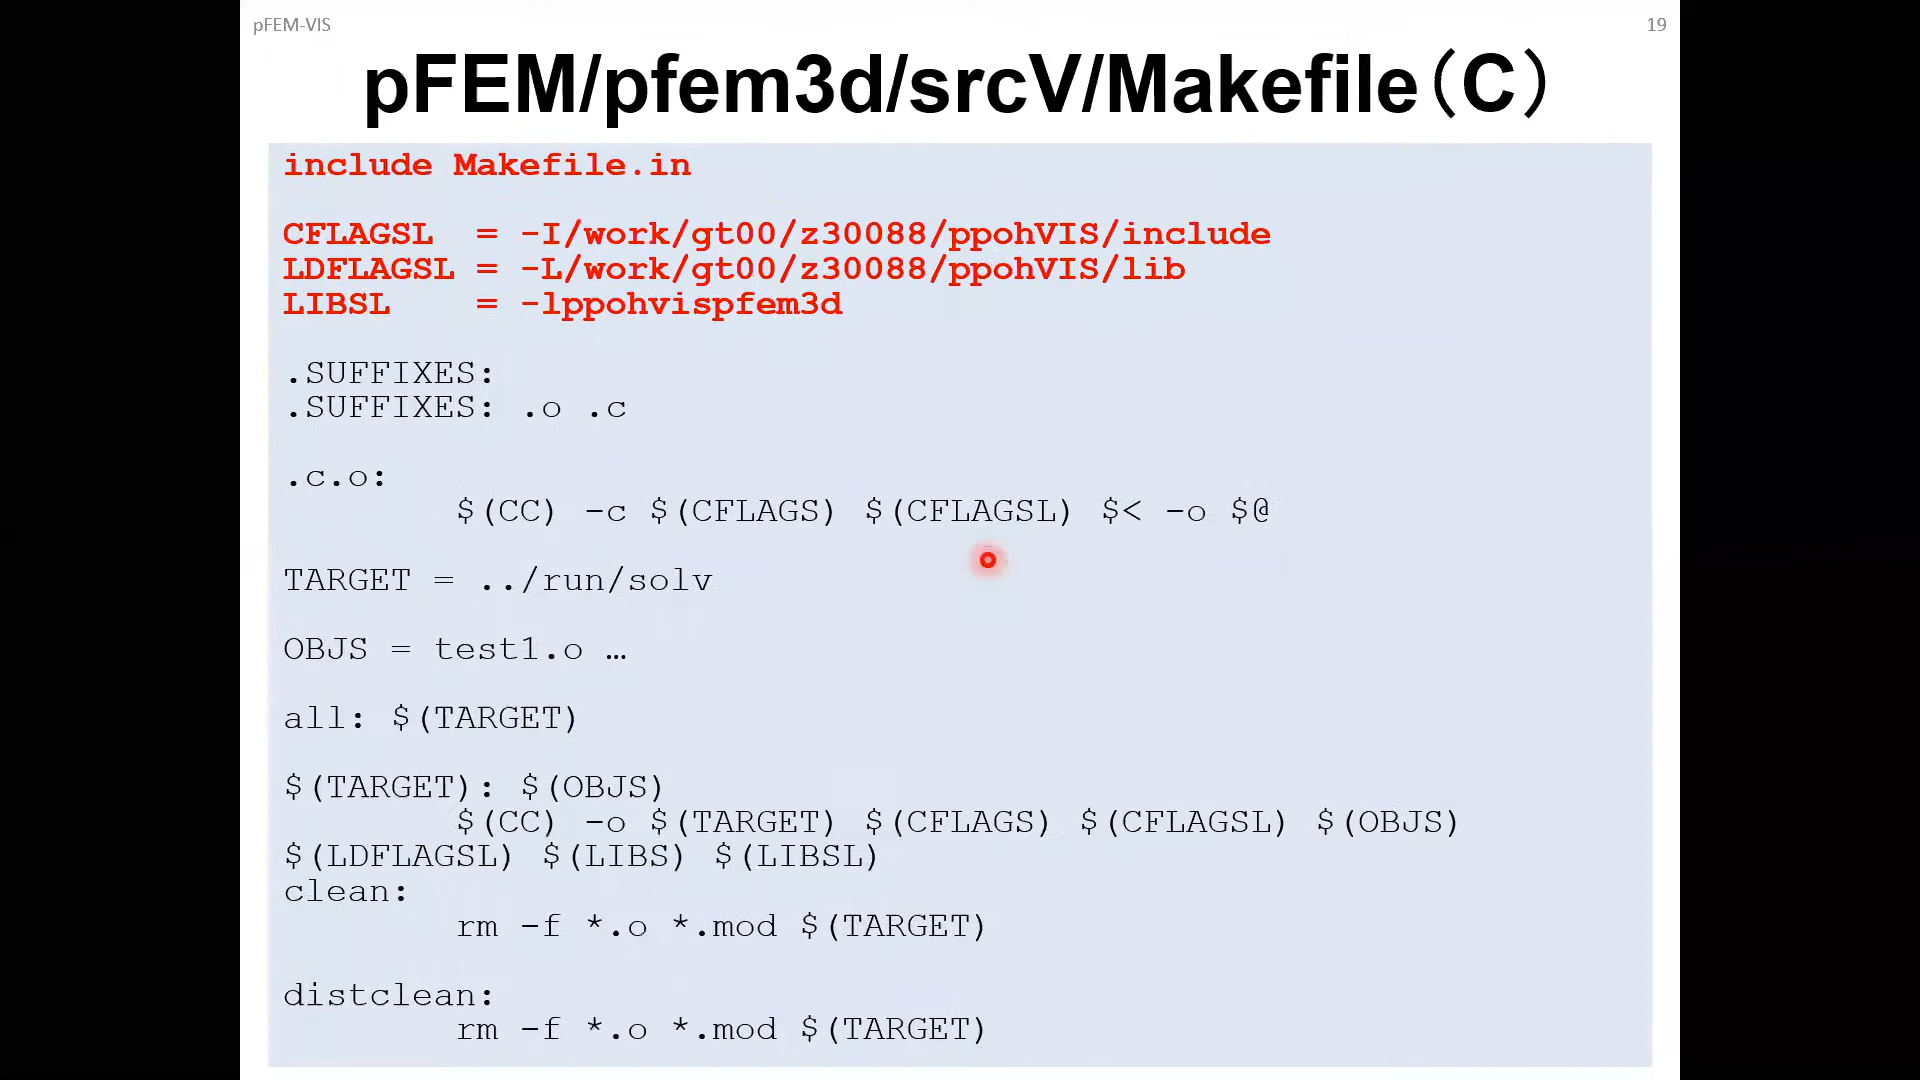 pFEM-VIS
19
pFEM/pfem3d/srcV/Makefile（C）
include Makefile.in
CFLAGSL  = -I/work/gt00/z30088/ppohVIS/include
LDFLAGSL = -L/work/gt00/z30088/ppohVIS/lib
LIBSL    = -lppohvispfem3d
.SUFFIXES:
.SUFFIXES: .o .c
.c.o:
        $(CC) -c $(CFLAGS) $(CFLAGSL) $< -o $@
TARGET = ../run/solv
OBJS = test1.o …
all: $(TARGET)
$(TARGET): $(OBJS)
        $(CC) -o $(TARGET) $(CFLAGS) $(CFLAGSL) $(OBJS)
$(LDFLAGSL) $(LIBS) $(LIBSL)
clean:
        rm -f *.o *.mod $(TARGET)
distclean:
        rm -f *.o *.mod $(TARGET)